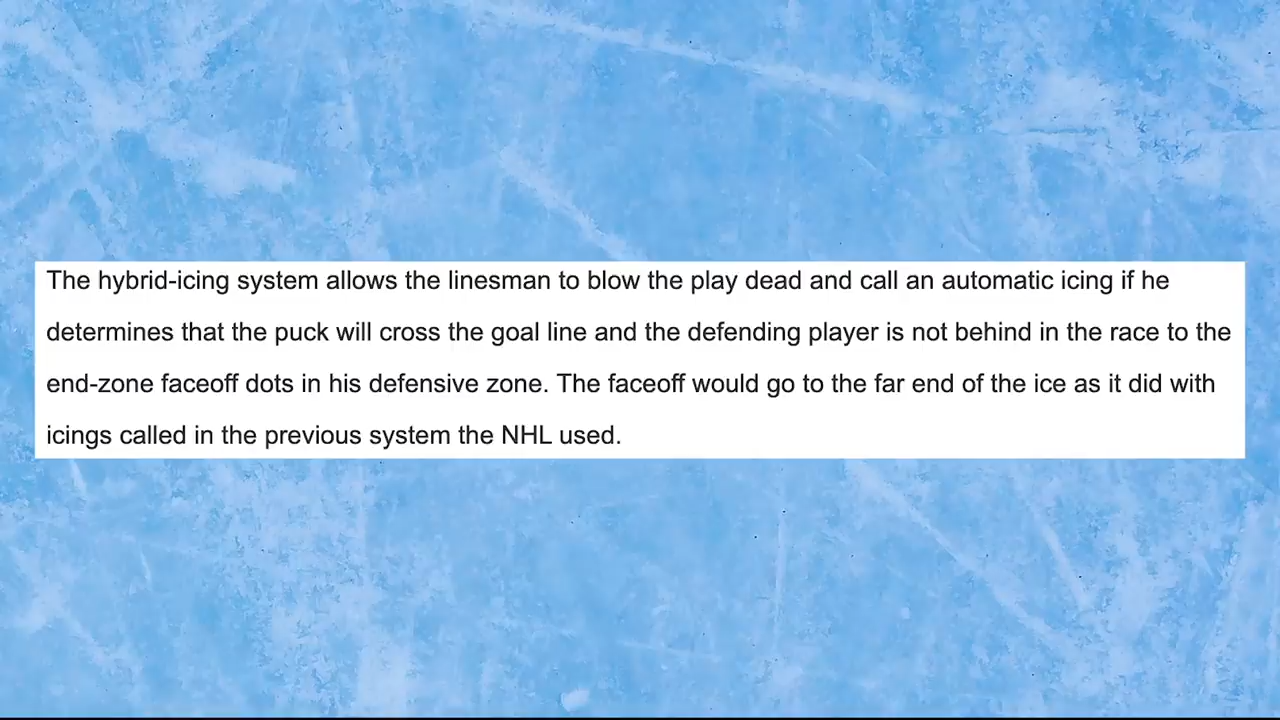 The hybrid-icing system allows the linesman to blow the play dead and call an automatic icing if he
determines that the puck will cross the goal line and the defending player is not behind in the race to the
end-zone faceoff dots in his defensive zone. The faceoff would go to the far end of the ice as it did with
icings called in the previous system the NHL used.